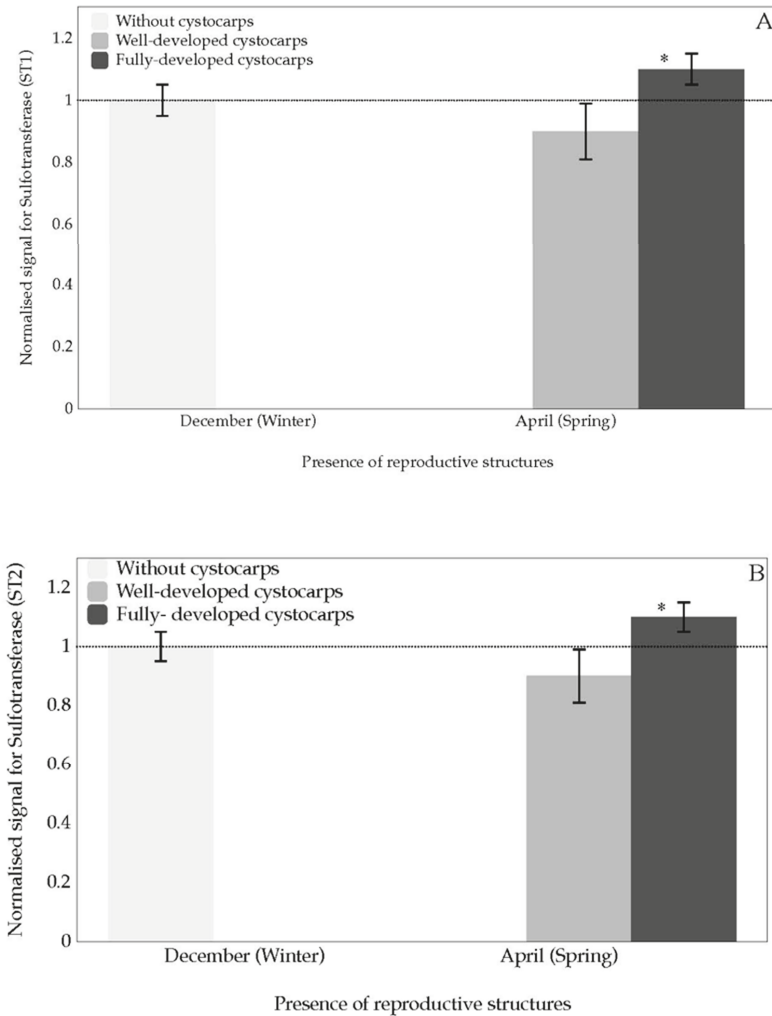 A
Without cystocarps
Well-developed cystocarps
Fully-developed cystocarps
Normalised signal for Sulfotransferase (ST1)
1.2
*
1
0.8
0.6
0.4
0.2
0
December (Winter)
April (Spring)
Presence of reproductive structures
B
Without cystocarps
Well-developed cystocarps
Fully- developed cystocarps
Normalised signal for Sulfotransferase (ST2)
1.2
*
1
0.8
0.6
0.4
0.2
0
December (Winter)
April (Spring)
Presence of reproductive structures